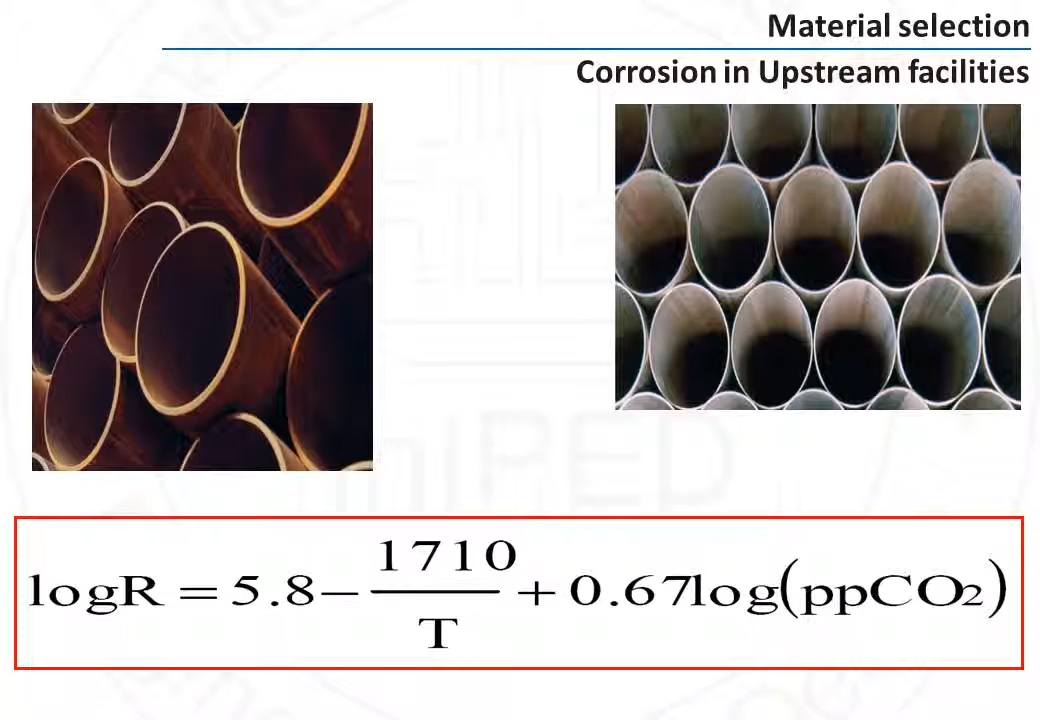 Material selection
Corrosion in Upstream facilities
logR = 5.8 − 1710/T + 0.67log(ppCO₂)